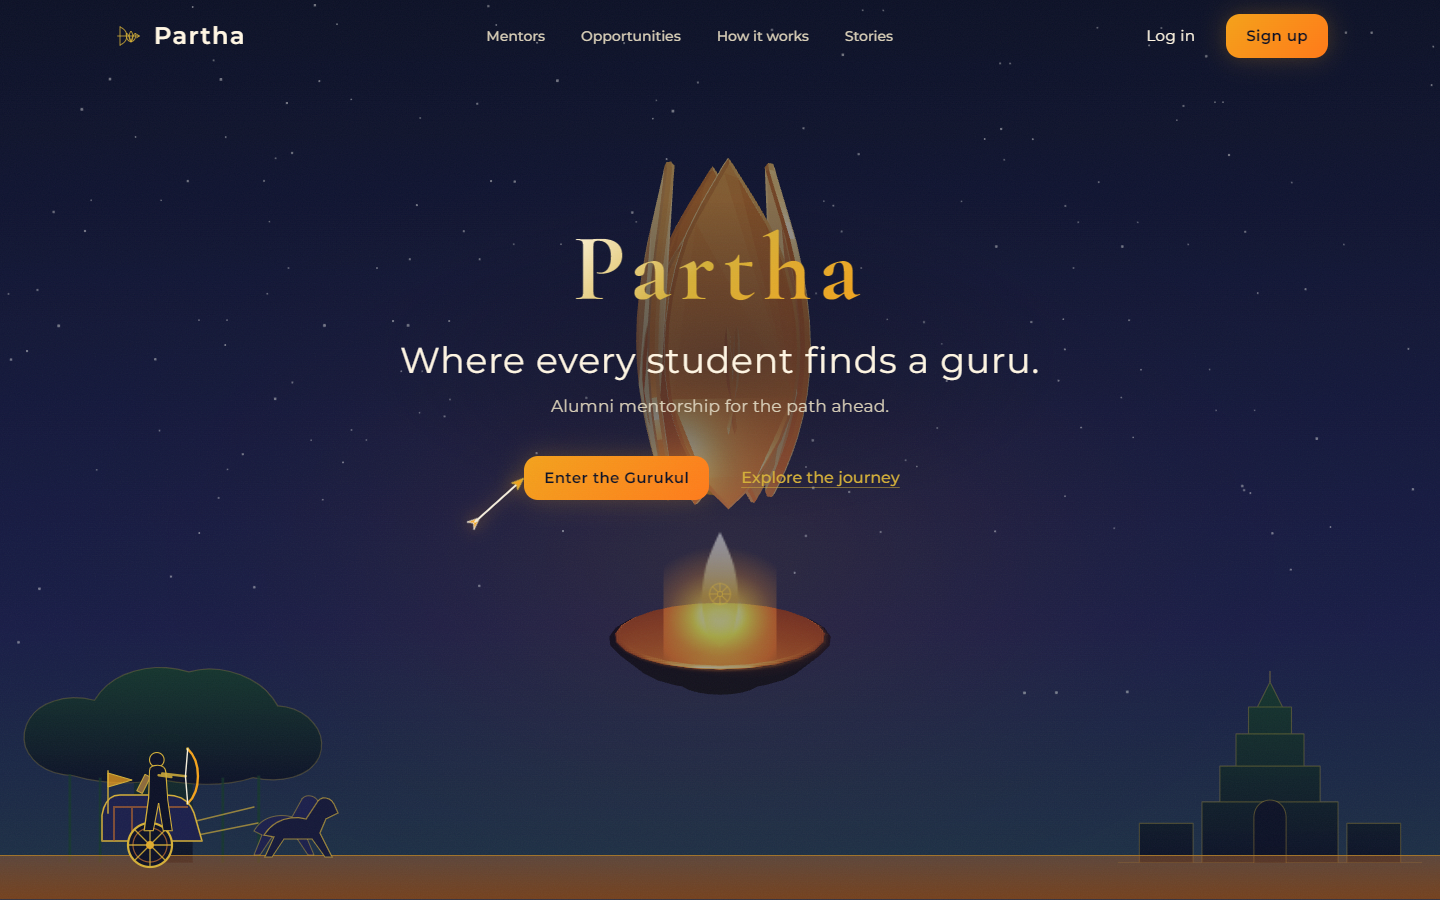 Partha
Mentors
Opportunities
How it works
Stories
Log in
Sign up
Partha
Where every student finds a guru.
Alumni mentorship for the path ahead.
Enter the Gurukul
Explore the journey